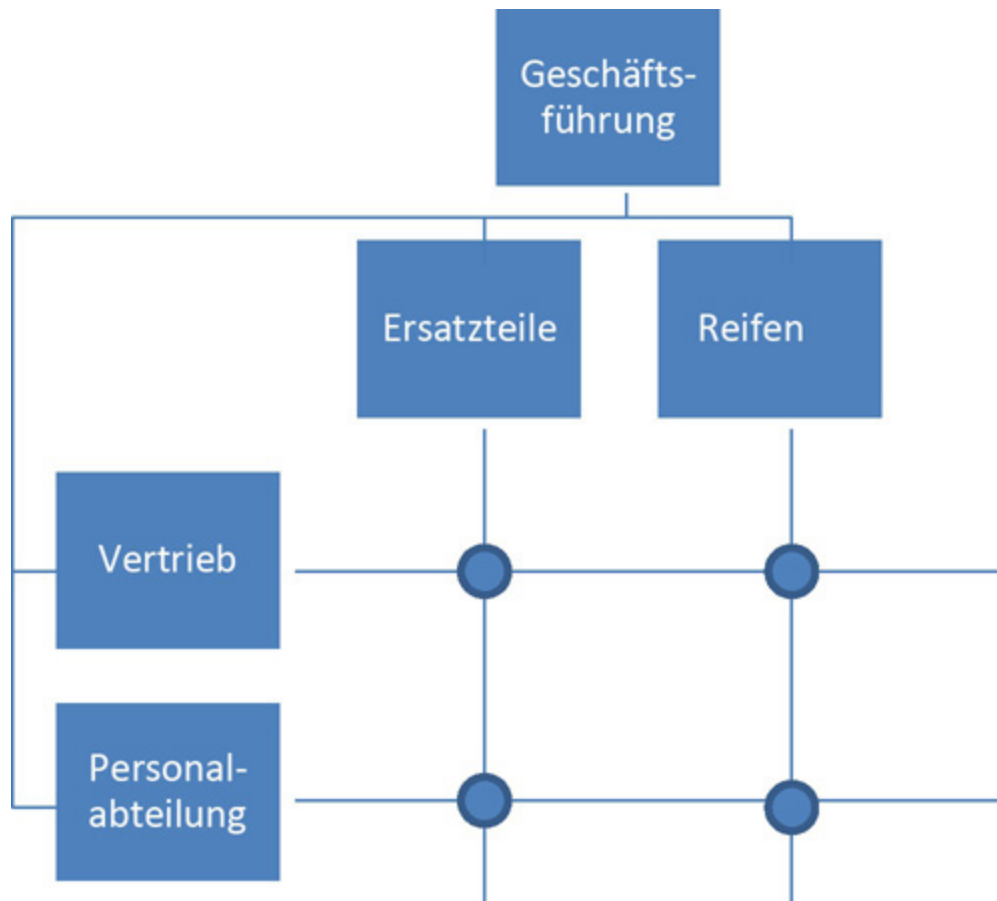 Geschäfts-
führung
Ersatzteile
Reifen
Vertrieb
Personal-
abteilung